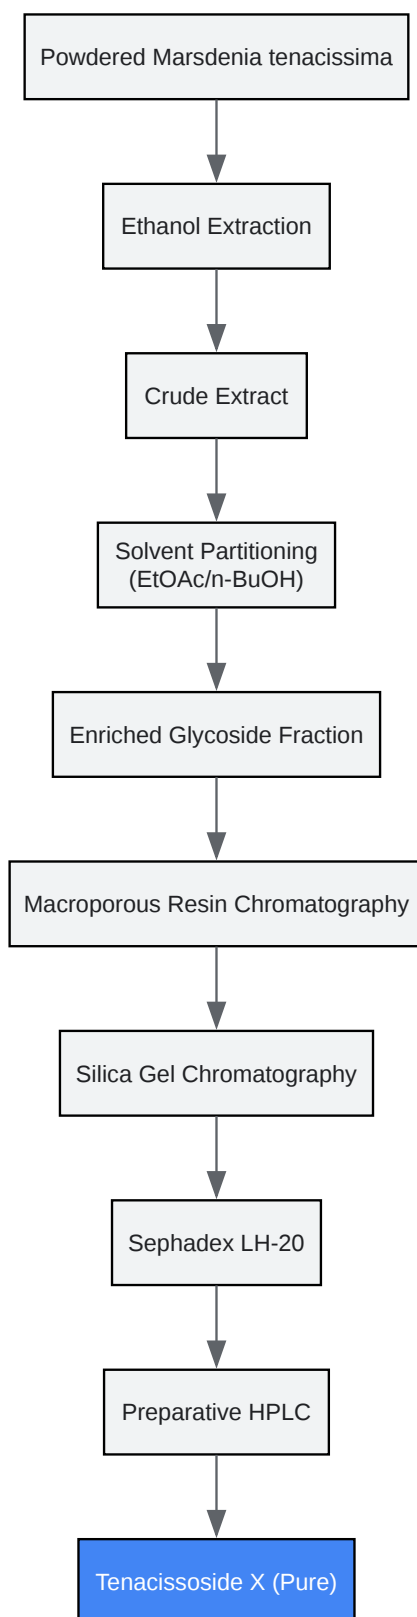 Powdered Marsdenia tenacissima
Ethanol Extraction
Crude Extract
Solvent Partitioning
(EtOAc/n-BuOH)
Enriched Glycoside Fraction
Macroporous Resin Chromatography
Silica Gel Chromatography
Sephadex LH-20
Preparative HPLC
Tenacissoside X (Pure)